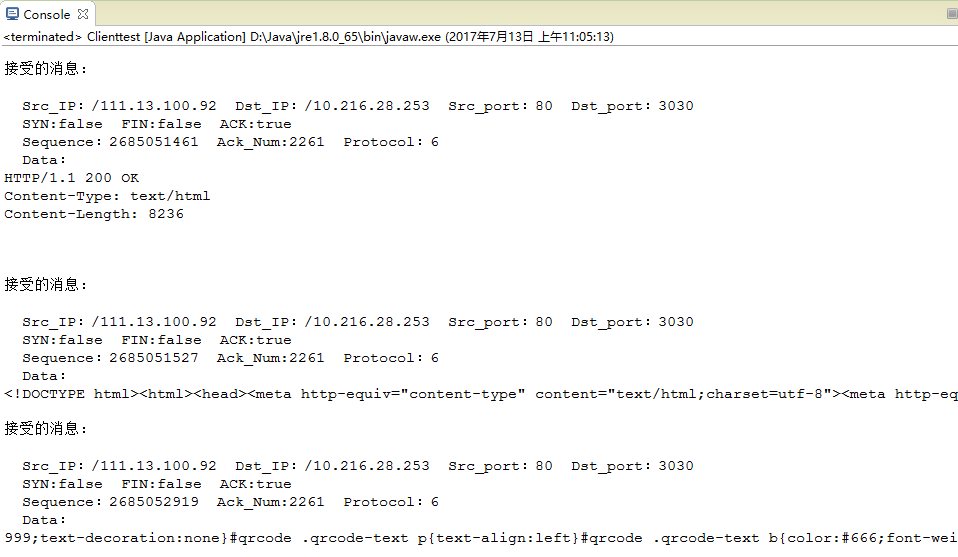 Console
<terminated> Clienttest [Java Application] D:\Java\jre1.8.0_65\bin\javaw.exe (2017年7月13日 上午11:05:13)
接受的消息:
Src_IP: /111.13.100.92  Dst_IP: /10.216.28.253  Src_port: 80  Dst_port: 3030
SYN:false  FIN:false  ACK:true
Sequence: 2685051461  Ack_Num:2261  Protocol: 6
Data:
HTTP/1.1 200 OK
Content-Type: text/html
Content-Length: 8236
接受的消息:
Src_IP: /111.13.100.92  Dst_IP: /10.216.28.253  Src_port: 80  Dst_port: 3030
SYN:false  FIN:false  ACK:true
Sequence: 2685051527  Ack_Num:2261  Protocol: 6
Data:
<!DOCTYPE html><html><head><meta http-equiv="content-type" content="text/html;charset=utf-8"><meta http-eq
接受的消息:
Src_IP: /111.13.100.92  Dst_IP: /10.216.28.253  Src_port: 80  Dst_port: 3030
SYN:false  FIN:false  ACK:true
Sequence: 2685052919  Ack_Num:2261  Protocol: 6
Data:
999;text-decoration:none}#qrcode .qrcode-text p{text-align:left}#qrcode .qrcode-text b{color:#666;font-wei